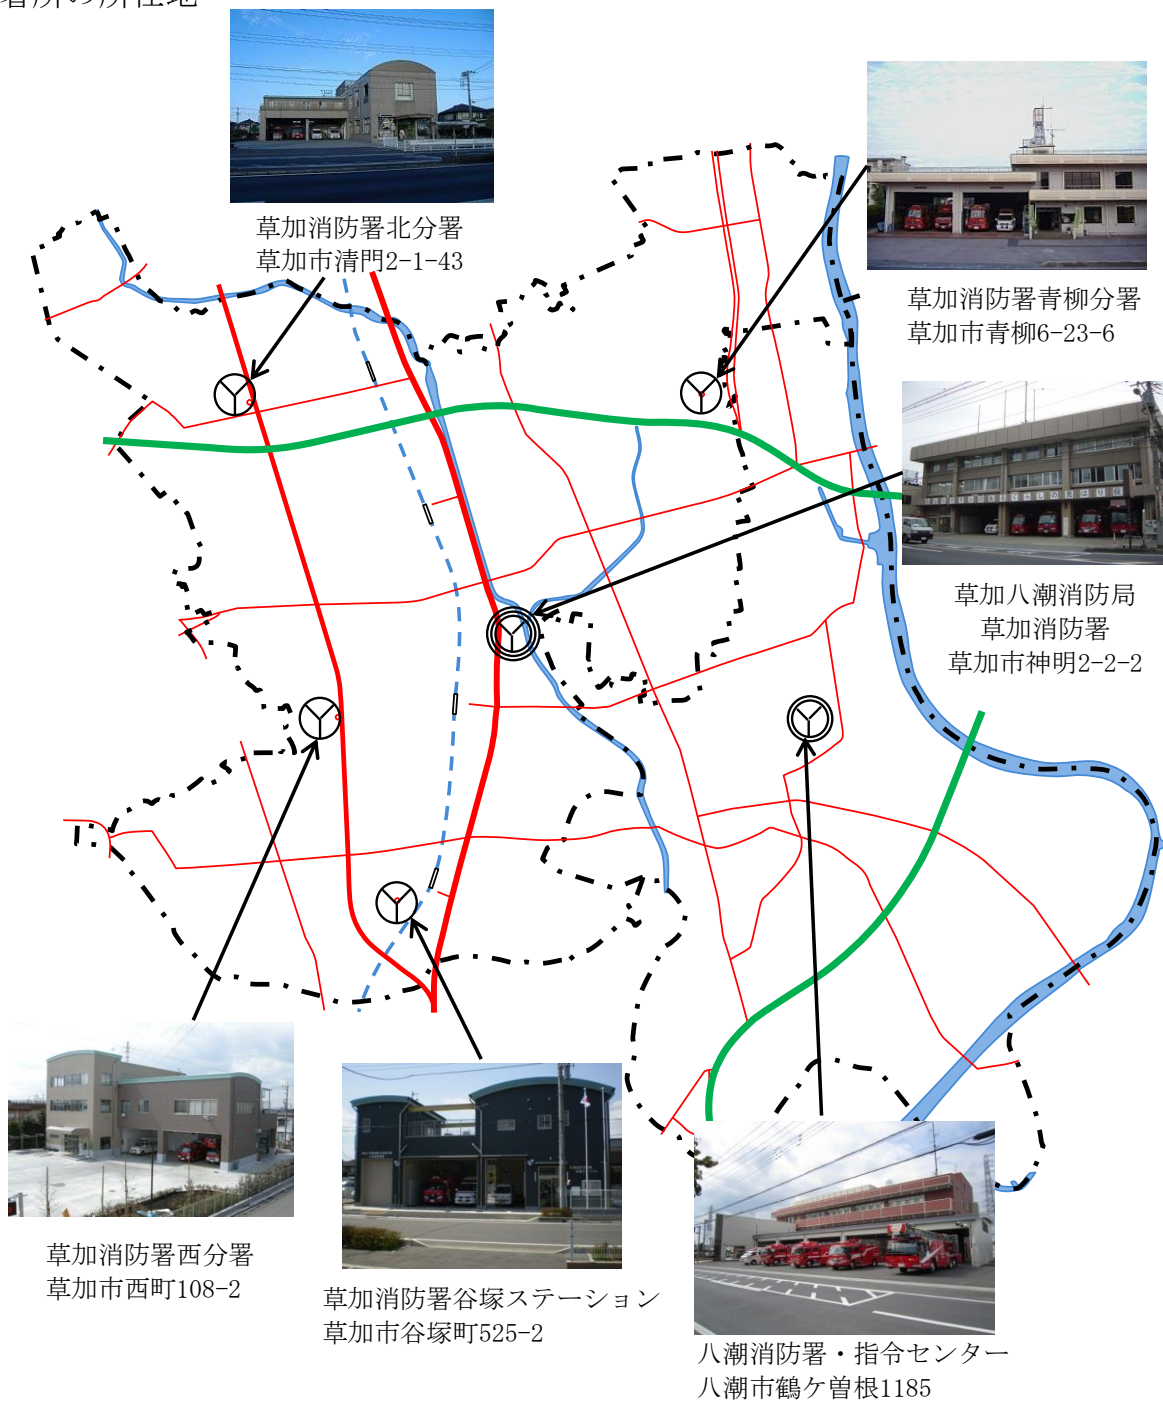 署所の所在地
草加消防署北分署
草加市清門2-1-43
草加消防署青柳分署
草加市青柳6-23-6
草加八潮消防局
草加消防署
草加市神明2-2-2
草加消防署西分署
草加市西町108-2
草加消防署谷塚ステーション
草加市谷塚町525-2
八潮消防署・指令センター
八潮市鶴ケ曽根1185